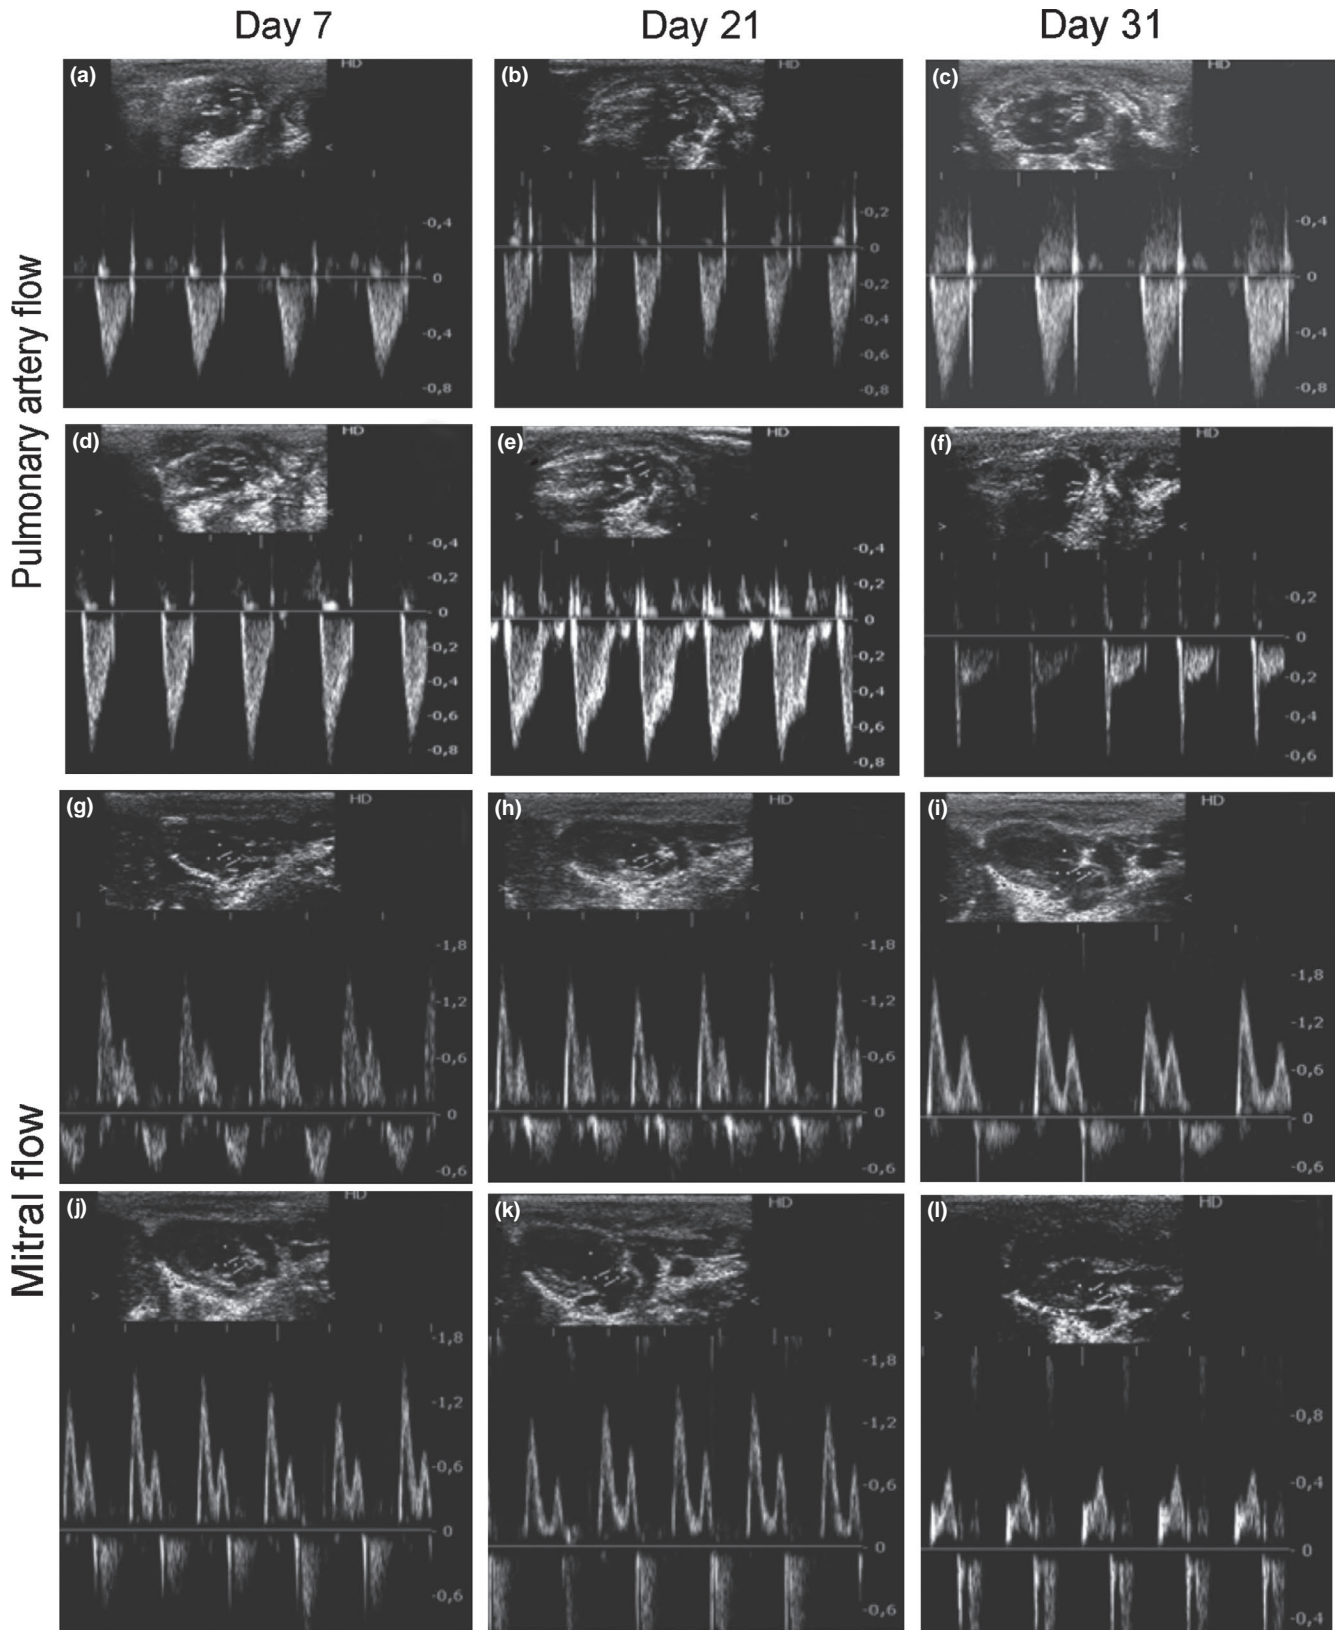 Day 7
Day 21
Day 31
Pulmonary artery flow
(a)
HD
-0,4
0
-0,4
-0,8
(b)
HD
-0,2
0
-0,2
-0,4
-0,6
-0,8
(c)
HD
-0,4
0
-0,4
-0,8
(d)
HD
-0,4
-0,2
0
-0,2
-0,4
-0,6
-0,8
(e)
HD
-0,4
-0,2
0
-0,2
-0,4
-0,6
-0,8
(f)
HD
-0,2
0
-0,2
-0,4
-0,6
Mitral flow
(g)
HD
-1,8
-1,2
-0,6
0
-0,6
(h)
HD
-1,8
-1,2
-0,6
0
-0,6
(i)
HD
-1,8
-1,2
-0,6
0
-0,6
(j)
HD
-1,8
-1,2
-0,6
0
-0,6
(k)
HD
-1,8
-1,2
-0,6
0
-0,6
(l)
HD
-0,8
-0,4
0
-0,4